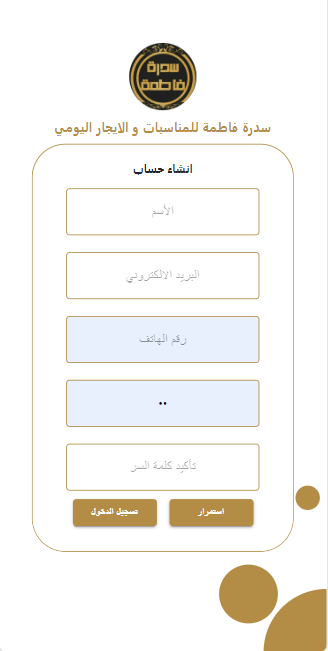 سدرة
فاطمة
سدرة فاطمة للمناسبات و الايجار اليومي
انشاء حساب
الأسم
البريد الالكتروني
رقم الهاتف
••
تأكيد كلمة السر
استمرار
تسجيل الدخول